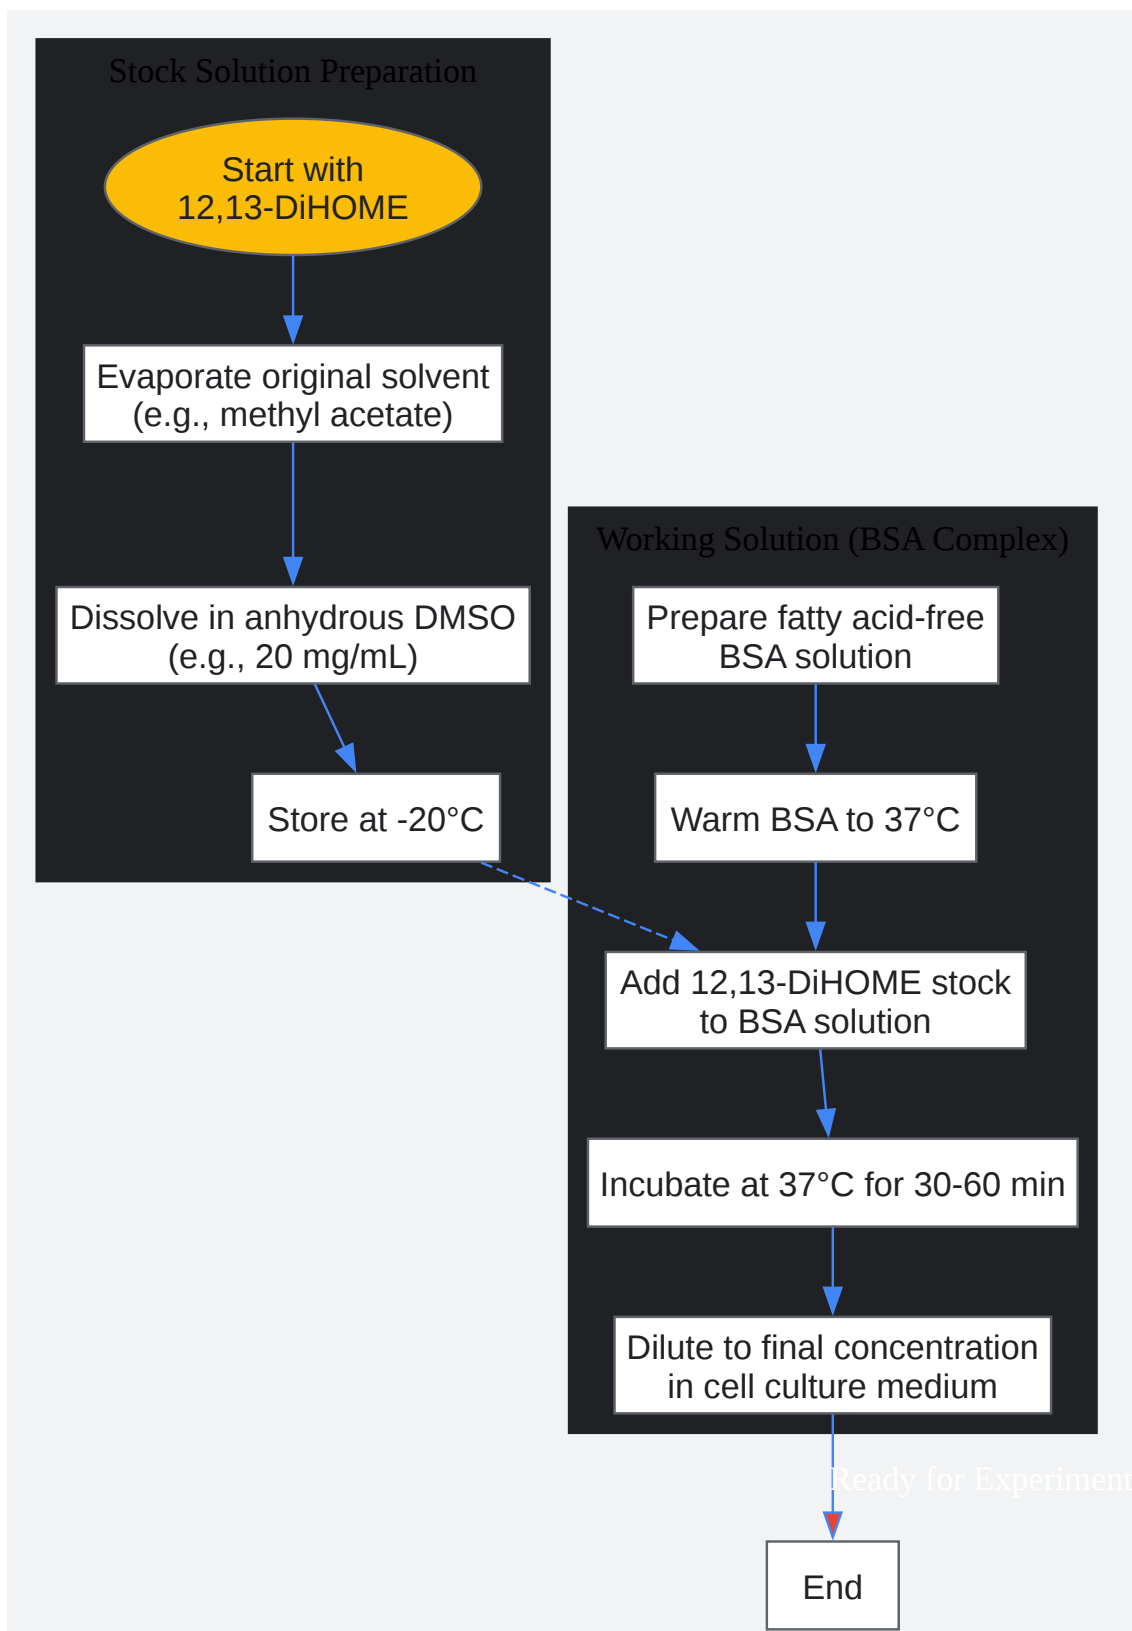 Stock Solution Preparation
Start with
12,13-DiHOME
Evaporate original solvent
(e.g., methyl acetate)
Dissolve in anhydrous DMSO
(e.g., 20 mg/mL)
Store at -20°C
Working Solution (BSA Complex)
Prepare fatty acid-free
BSA solution
Warm BSA to 37°C
Add 12,13-DiHOME stock
to BSA solution
Incubate at 37°C for 30-60 min
Dilute to final concentration
in cell culture medium
Ready for Experiment
End